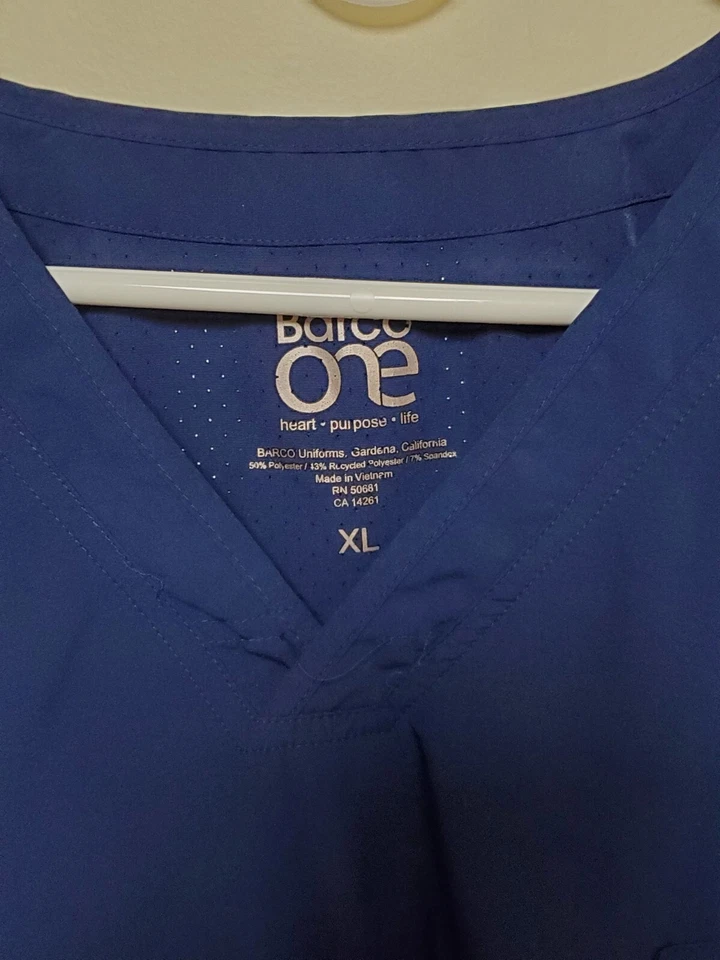 Barco
One
heart • purpose • life
BARCO Uniforms, Gardena, California
50% Polyester / 43% Recycled Polyester / 7% Spandex
Made in Vietnam
RN 50681
CA 14261
XL